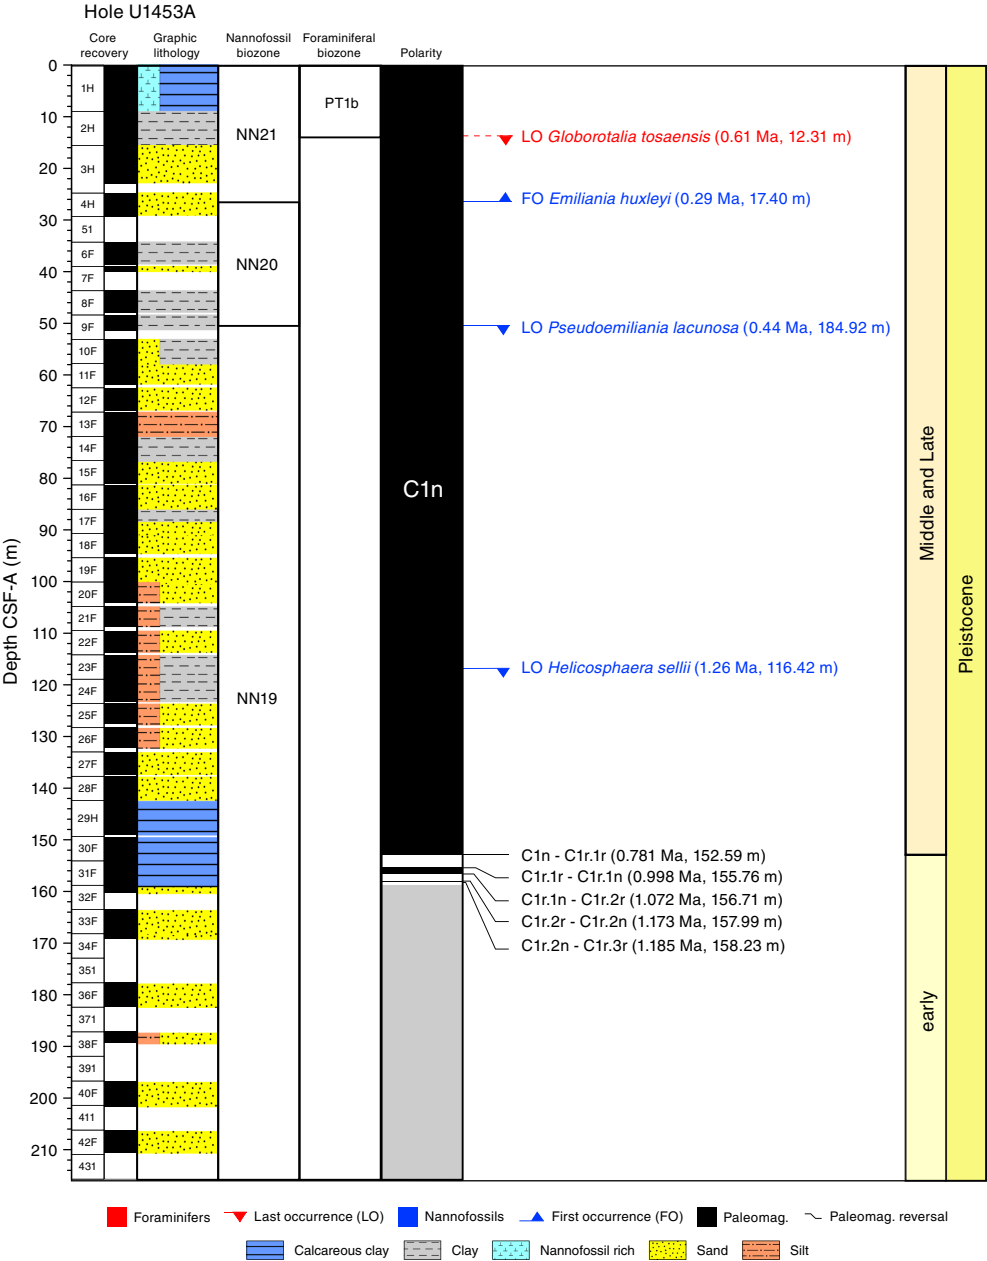 Hole U1453A
Core recovery
Graphic lithology
Nannofossil biozone
Foraminiferal biozone
Polarity
Depth CSF-A (m)
0
10
20
30
40
50
60
70
80
90
100
110
120
130
140
150
160
170
180
190
200
210
1H
2H
3H
4H
51
6F
7F
8F
9F
10F
11F
12F
13F
14F
15F
16F
17F
18F
19F
20F
21F
22F
23F
24F
25F
26F
27F
28F
29H
30F
31F
32F
33F
34F
351
36F
371
38F
391
40F
411
42F
431
NN21
NN20
NN19
PT1b
C1n
LO Globorotalia tosaensis (0.61 Ma, 12.31 m)
FO Emiliania huxleyi (0.29 Ma, 17.40 m)
LO Pseudoemiliania lacunosa (0.44 Ma, 184.92 m)
LO Helicosphaera sellii (1.26 Ma, 116.42 m)
C1n - C1r.1r (0.781 Ma, 152.59 m)
C1r.1r - C1r.1n (0.998 Ma, 155.76 m)
C1r.1n - C1r.2r (1.072 Ma, 156.71 m)
C1r.2r - C1r.2n (1.173 Ma, 157.99 m)
C1r.2n - C1r.3r (1.185 Ma, 158.23 m)
Middle and Late
early
Pleistocene
Foraminifers
Last occurrence (LO)
Nannofossils
First occurrence (FO)
Paleomag.
Paleomag. reversal
Calcareous clay
Clay
Nannofossil rich
Sand
Silt